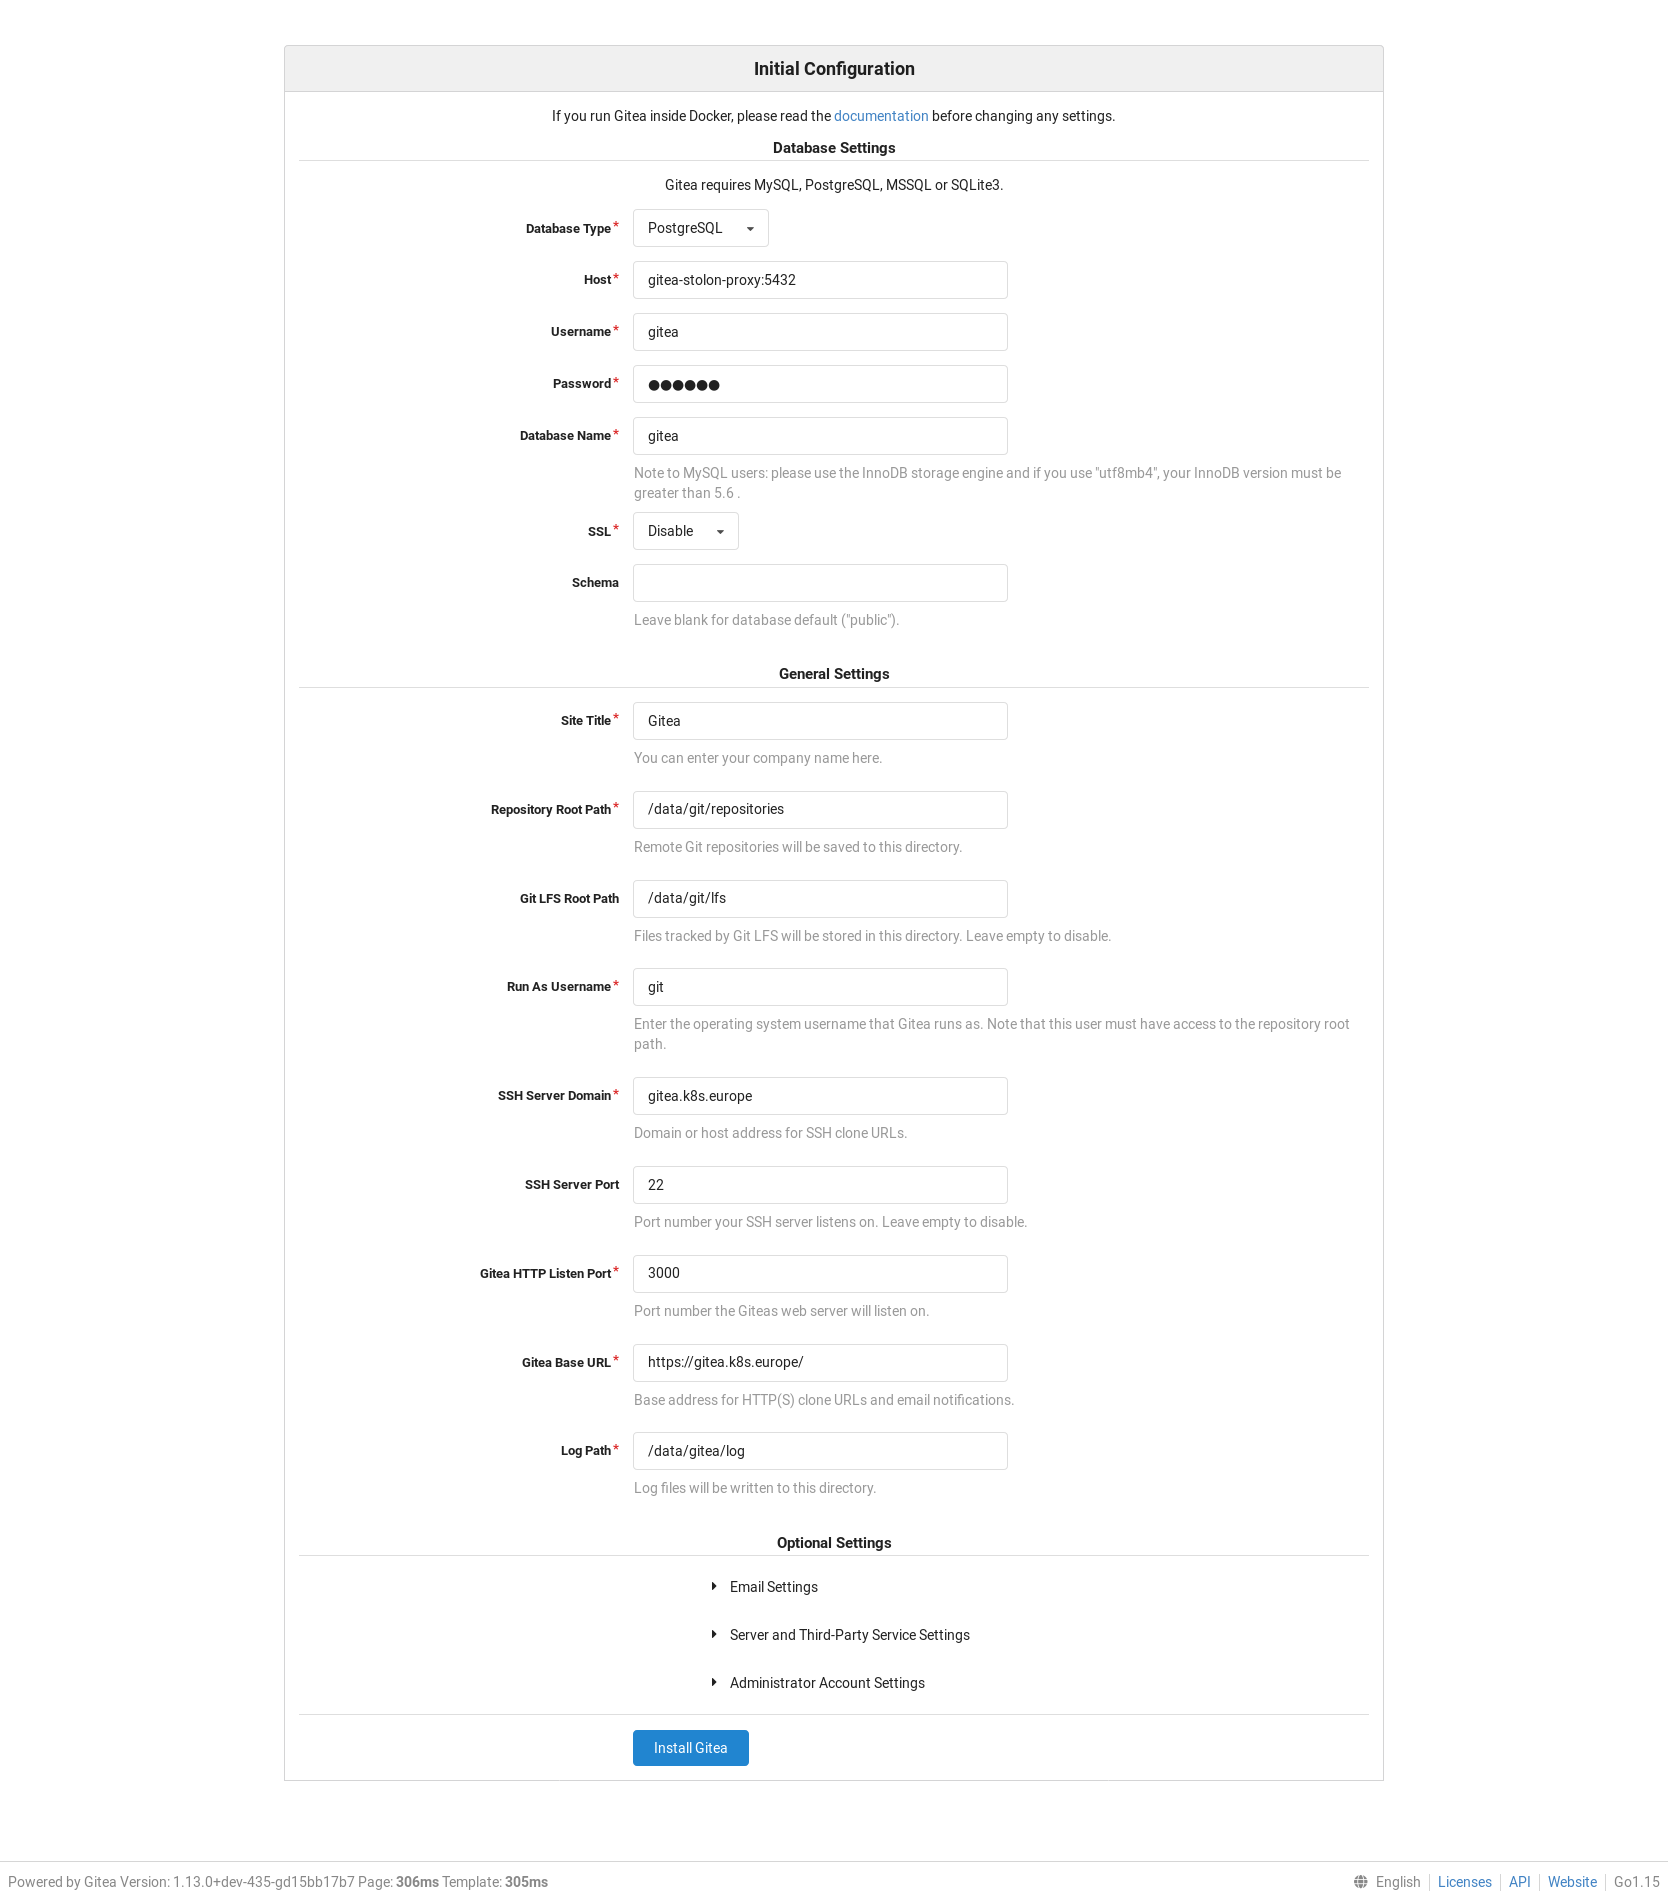 Initial Configuration
If you run Gitea inside Docker, please read the documentation before changing any settings.
Database Settings
Gitea requires MySQL, PostgreSQL, MSSQL or SQLite3.
Database Type* PostgreSQL
Host* gitea-stolon-proxy:5432
Username* gitea
Password* ●●●●●●
Database Name* gitea
Note to MySQL users: please use the InnoDB storage engine and if you use "utf8mb4", your InnoDB version must be
greater than 5.6 .
SSL* Disable
Schema
Leave blank for database default ("public").
General Settings
Site Title* Gitea
You can enter your company name here.
Repository Root Path* /data/git/repositories
Remote Git repositories will be saved to this directory.
Git LFS Root Path /data/git/lfs
Files tracked by Git LFS will be stored in this directory. Leave empty to disable.
Run As Username* git
Enter the operating system username that Gitea runs as. Note that this user must have access to the repository root
path.
SSH Server Domain* gitea.k8s.europe
Domain or host address for SSH clone URLs.
SSH Server Port 22
Port number your SSH server listens on. Leave empty to disable.
Gitea HTTP Listen Port* 3000
Port number the Giteas web server will listen on.
Gitea Base URL* https://gitea.k8s.europe/
Base address for HTTP(S) clone URLs and email notifications.
Log Path* /data/gitea/log
Log files will be written to this directory.
Optional Settings
Email Settings
Server and Third-Party Service Settings
Administrator Account Settings
Install Gitea
Powered by Gitea Version: 1.13.0+dev-435-gd15bb17b7 Page: 306ms Template: 305ms English Licenses API Website Go1.15